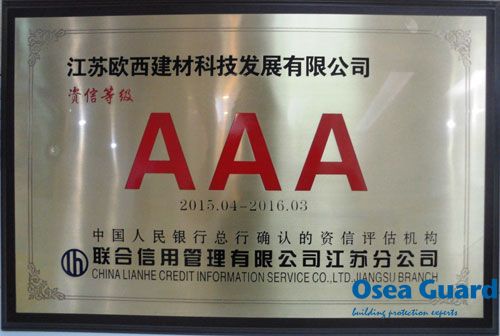 江苏欧西建材科技发展有限公司
资信等级
AAA
2015.04-2016.03
中国人民银行总行确认的资信评估机构
联合信用管理有限公司江苏分公司
CHINA LIANHE CREDIT INFORMATION SERVICE CO.,LTD.JIANGSU BRANCH
Osea Guard
building protection experts